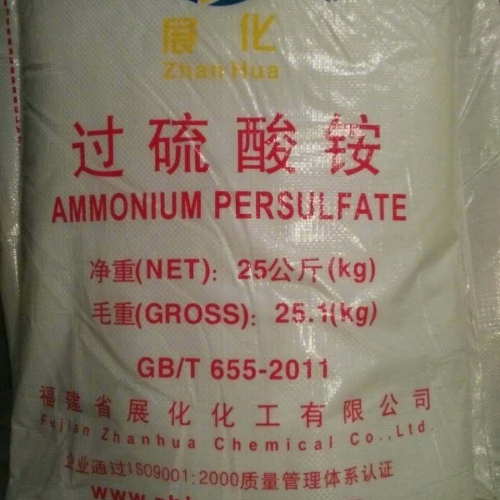 展化
ZhanHua
过硫酸铵
AMMONIUM PERSULFATE
净重(NET): 25公斤(kg)
毛重(GROSS): 25.1(kg)
GB/T 655-2011
福建省展化化工有限公司
Fujian Zhanhua Chemical Co.,Ltd.
企业通过ISO9001:2000质量管理体系认证